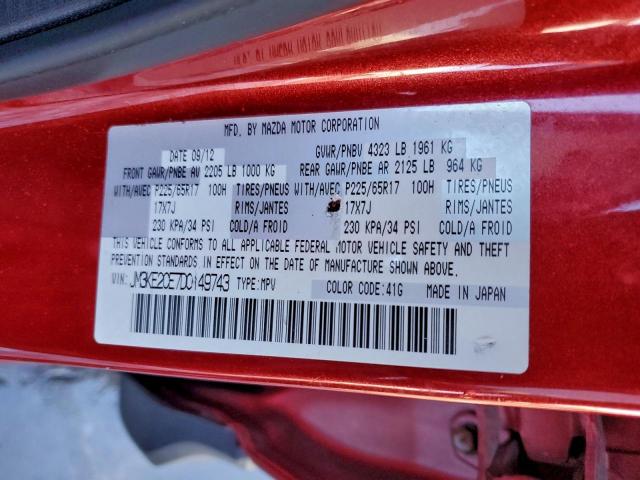 MFD. BY MAZDA MOTOR CORPORATION
DATE 09/12 GVWR/PNBV 4323 LB 1961 KG
FRONT GAWR/PNBE AV 2205 LB 1000 KG REAR GAWR/PNBE AR 2125 LB 964 KG
WITH/AVEC P225/65R17 100H TIRES/PNEUS WITH/AVEC P225/65R17 100H TIRES/PNEUS
17X7J RIMS/JANTES 17X7J RIMS/JANTES
230 KPA/34 PSI COLD/A FROID 230 KPA/34 PSI COLD/A FROID
THIS VEHICLE CONFORMS TO ALL APPLICABLE FEDERAL MOTOR VEHICLE SAFETY AND THEFT
PREVENTION STANDARDS IN EFFECT ON THE DATE OF MANUFACTURE SHOWN ABOVE.
VIN: JM3KE2DE7D0149743 TYPE: MPV COLOR CODE: 41G MADE IN JAPAN